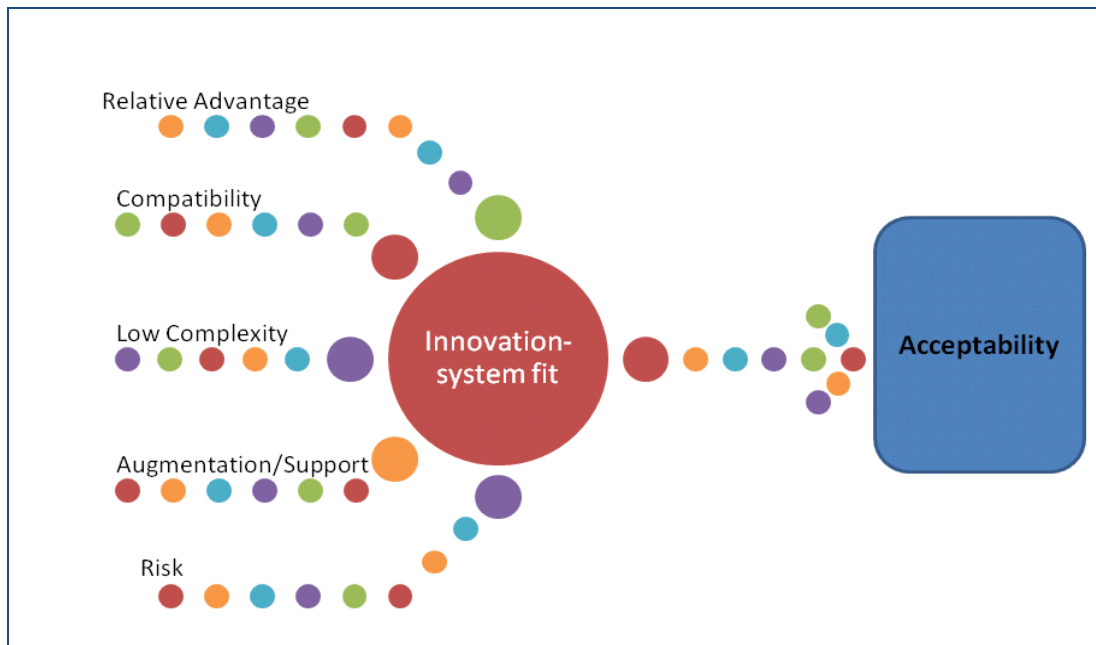 Relative Advantage
Compatibility
Low Complexity
Augmentation/Support
Risk
Innovation-
system fit
Acceptability